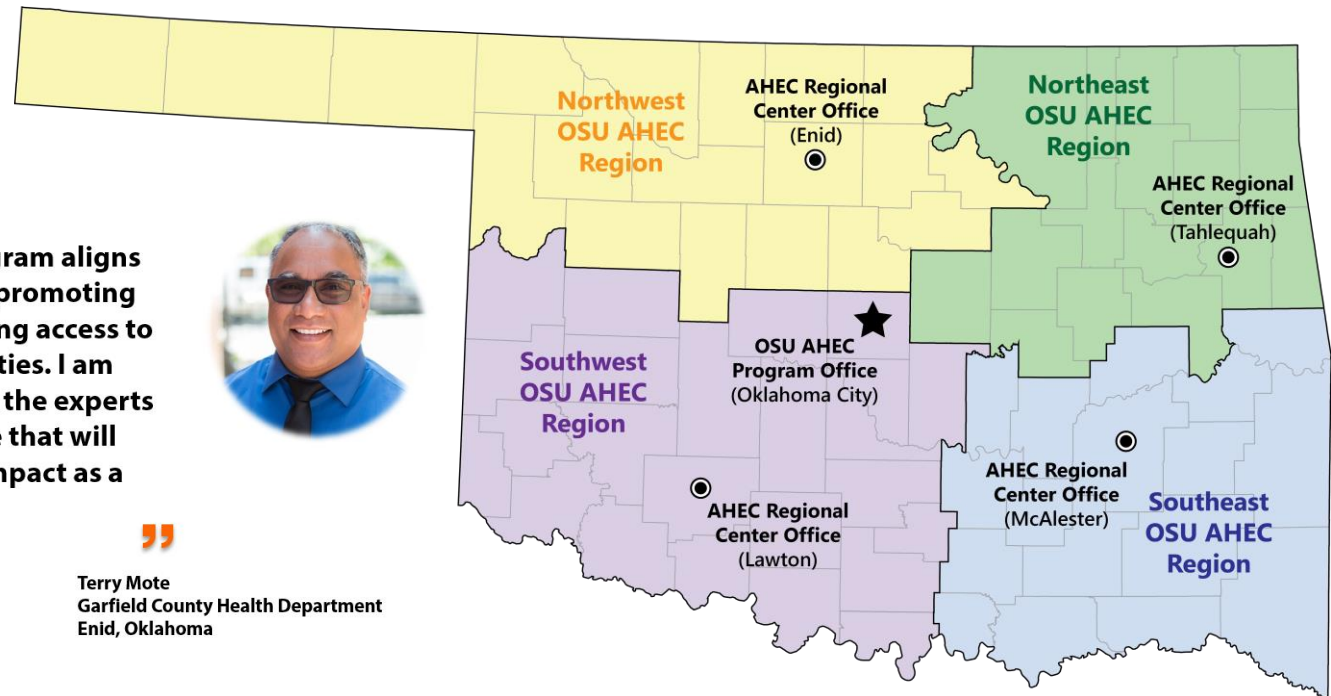 ram aligns
promoting
ng access to
ties. I am
the experts
e that will
mpact as a
”
Terry Mote
Garfield County Health Department
Enid, Oklahoma
Northwest
OSU AHEC
Region
AHEC Regional
Center Office
(Enid)
Northeast
OSU AHEC
Region
AHEC Regional
Center Office
(Tahlequah)
Southwest
OSU AHEC
Region
OSU AHEC
Program Office
(Oklahoma City)
AHEC Regional
Center Office
(Lawton)
AHEC Regional
Center Office
(McAlester)
Southeast
OSU AHEC
Region